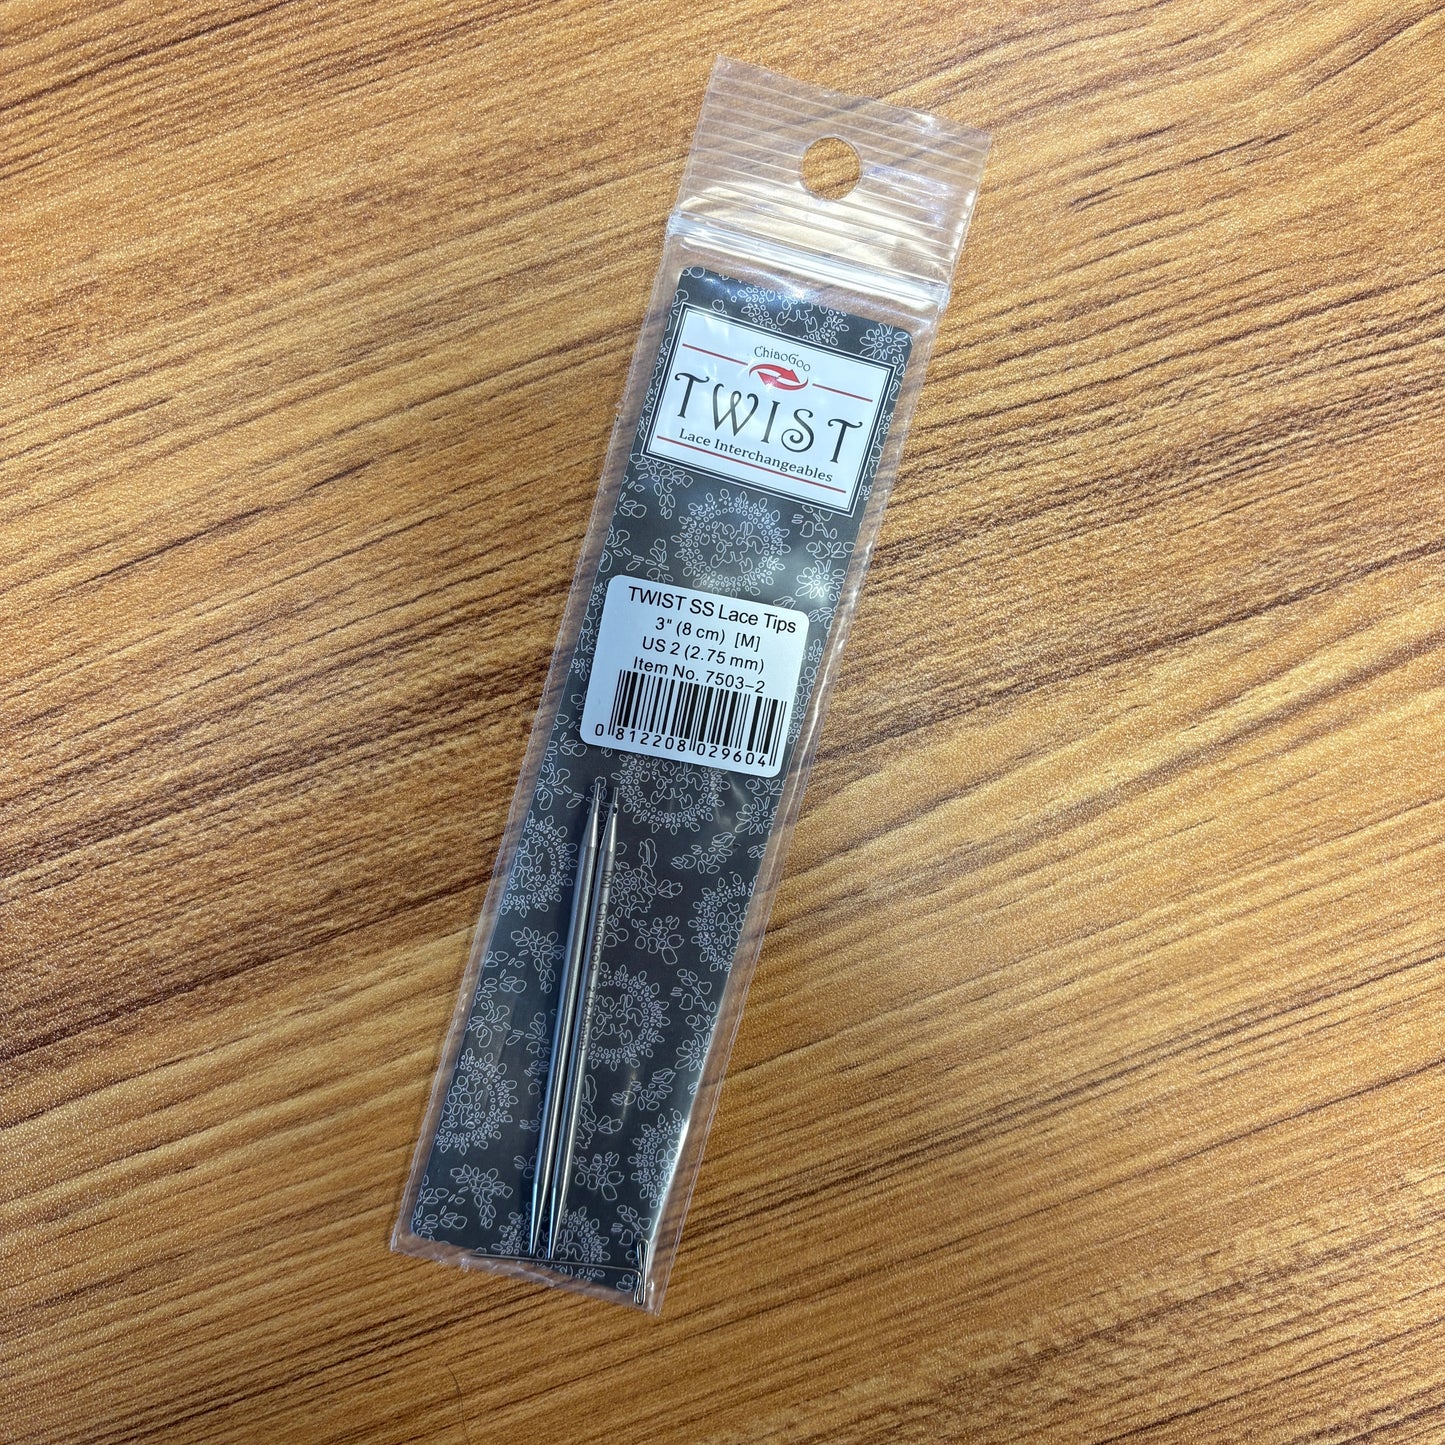 ChiaoGoo
TWIST
Lace Interchangeables
TWIST SS Lace Tips
3" (8 cm) [M]
US 2 (2.75 mm)
Item No. 7503-2
0 812208 029604
[M] CHIAOGOO